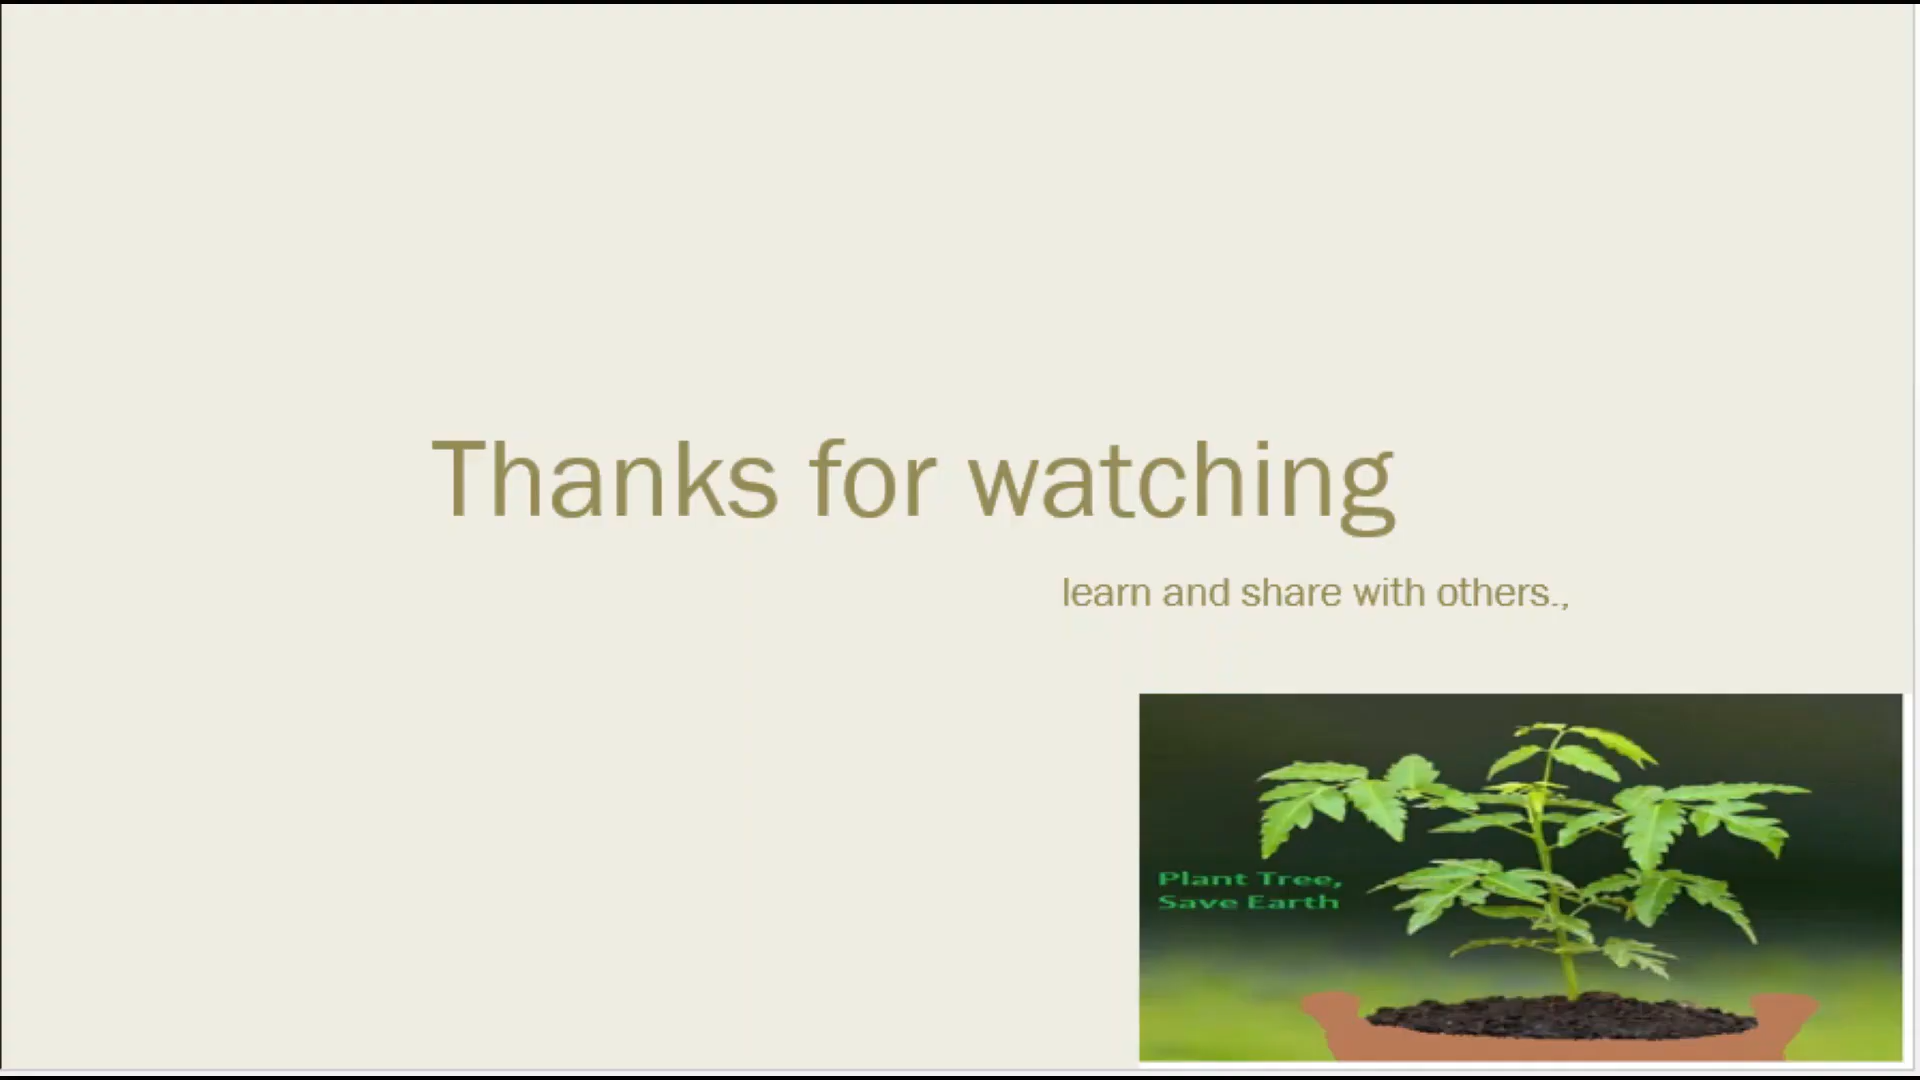 Thanks for watching
learn and share with others.,
Plant Tree,
Save Earth